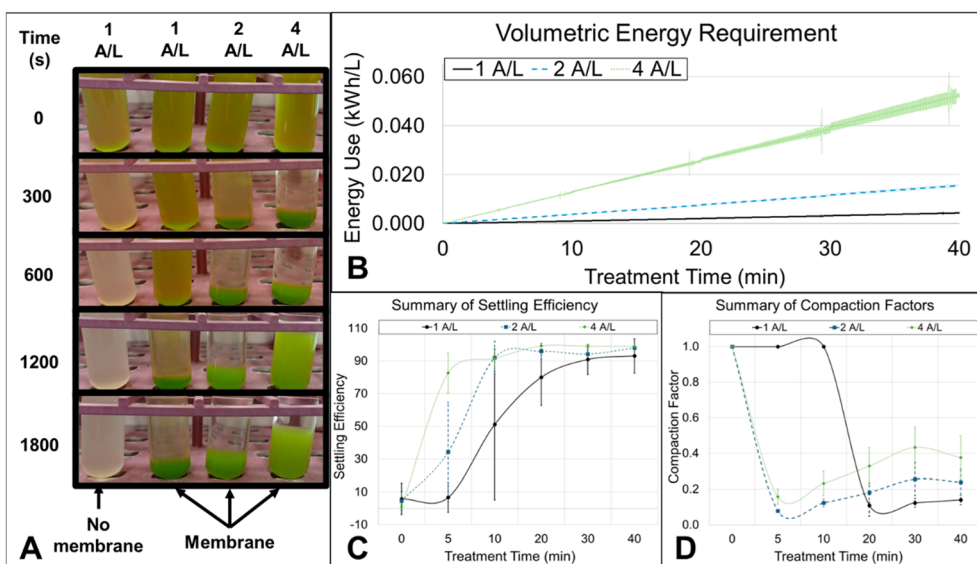 Time (s)
1 A/L
1 A/L
2 A/L
4 A/L
0
300
600
1200
1800
No membrane
Membrane
A
Volumetric Energy Requirement
1 A/L 2 A/L 4 A/L
Energy Use (kWh/L)
0.060
0.040
0.020
0.000
0 10 20 30 40
Treatment Time (min)
B
Summary of Settling Efficiency
1 A/L 2 A/L 4 A/L
Settling Efficiency
110
90
70
50
30
10
-10
0 5 10 20 30 40
Treatment Time (min)
C
Summary of Compaction Factors
1 A/L 2 A/L 4 A/L
Compaction Factor
1.0
0.8
0.6
0.4
0.2
0.0
0 5 10 20 30 40
Treatment Time (min)
D